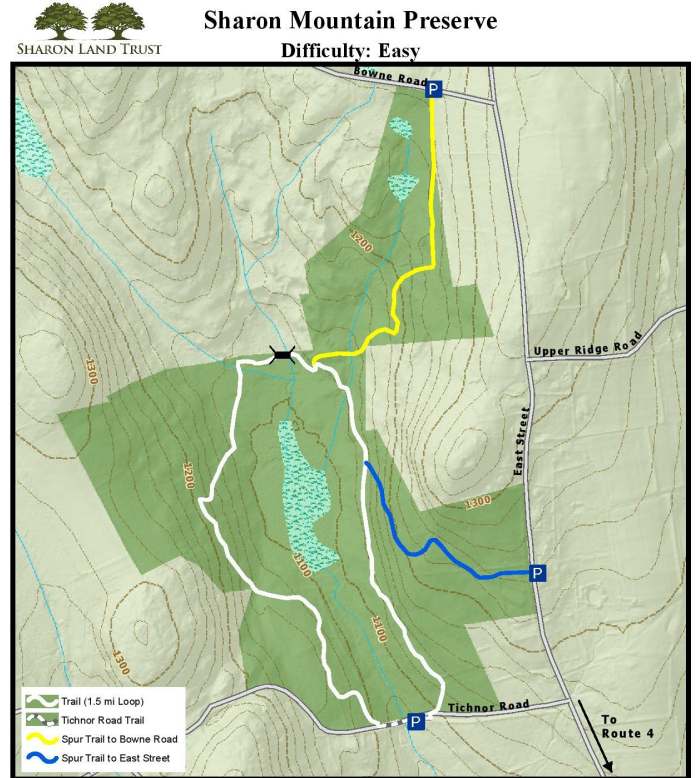 Sharon Mountain Preserve
SHARON LAND TRUST
Difficulty: Easy
Bowne Road
P
1200
Upper Ridge Road
1300
East Street
1200
1300
1100
P
1100
1300
Trail (1.5 mi Loop)
Tichnor Road Trail
Spur Trail to Bowne Road
Spur Trail to East Street
P
Tichnor Road
To
Route 4